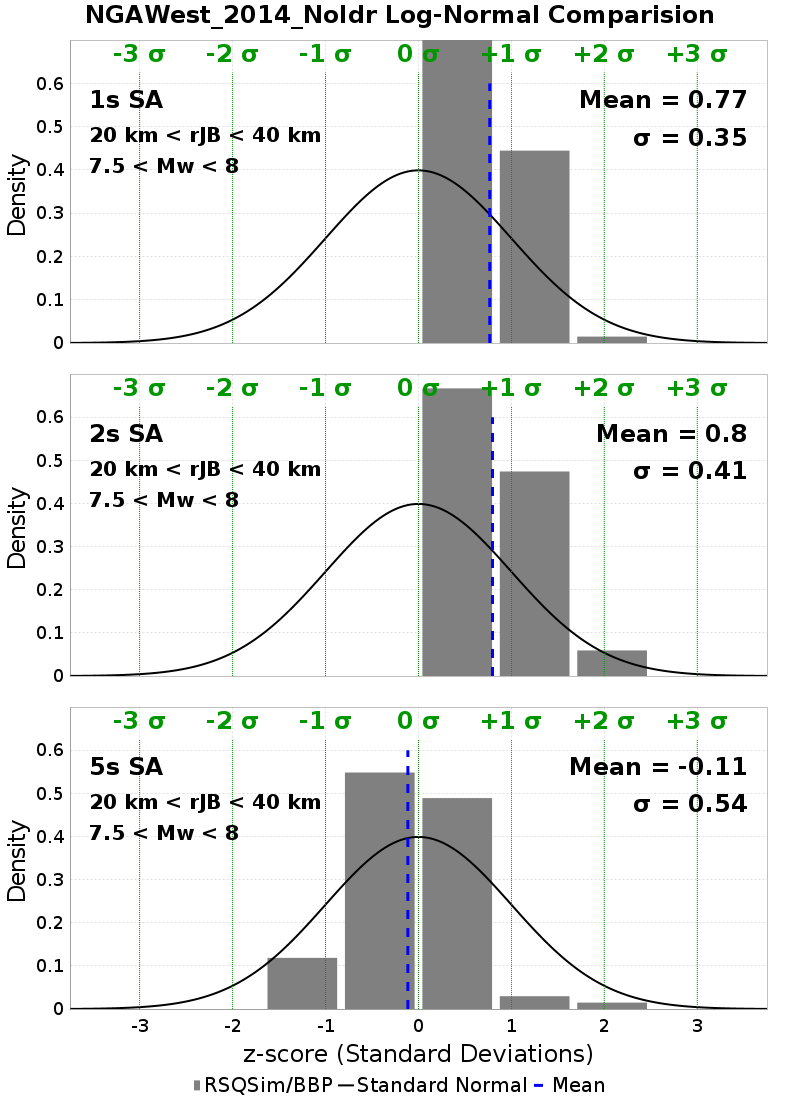 NGAWest_2014_NoIdr Log-Normal Comparision
-3 σ -2 σ -1 σ 0 σ +1 σ +2 σ +3 σ
1s SA
Mean = 0.77
20 km < rJB < 40 km
σ = 0.35
7.5 < Mw < 8
Density
0.6
0.5
0.4
0.3
0.2
0.1
0
-3 σ -2 σ -1 σ 0 σ +1 σ +2 σ +3 σ
2s SA
Mean = 0.8
20 km < rJB < 40 km
σ = 0.41
7.5 < Mw < 8
Density
0.6
0.5
0.4
0.3
0.2
0.1
0
-3 σ -2 σ -1 σ 0 σ +1 σ +2 σ +3 σ
5s SA
Mean = -0.11
20 km < rJB < 40 km
σ = 0.54
7.5 < Mw < 8
Density
0.6
0.5
0.4
0.3
0.2
0.1
0
-3 -2 -1 0 1 2 3
z-score (Standard Deviations)
RSQSim/BBP Standard Normal Mean